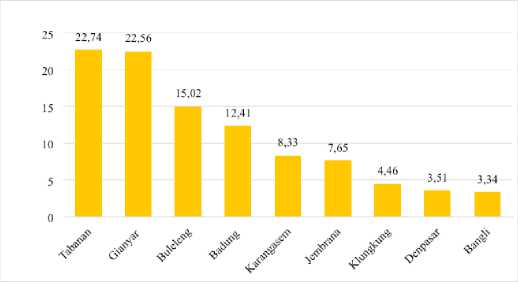 25
20
15
10
5
0
22,74
22,56
15,02
12,41
8,33
7,65
4,46
3,51
3,34
Tabanan
Gianyar
Buleleng
Badung
Karangasem
Jembrana
Klungkung
Denpasar
Bangli